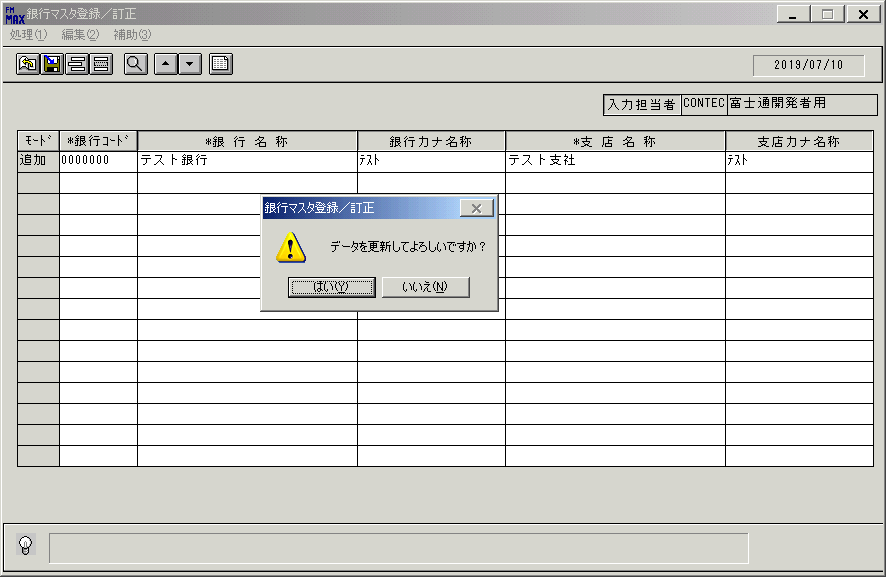 FM MAX 銀行マスタ登録／訂正
処理(1) 編集(2) 補助(3)
2019/07/10
入力担当者 CONTEC 富士通開発者用
ﾓｰﾄﾞ *銀行ｺｰﾄﾞ *銀 行 名 称 銀行カナ名称 *支 店 名 称 支店カナ名称
追加 0000000 テスト銀行 ﾃｽﾄ テスト支社 ﾃｽﾄ
銀行マスタ登録／訂正
データを更新してよろしいですか？
はい(Y) いいえ(N)